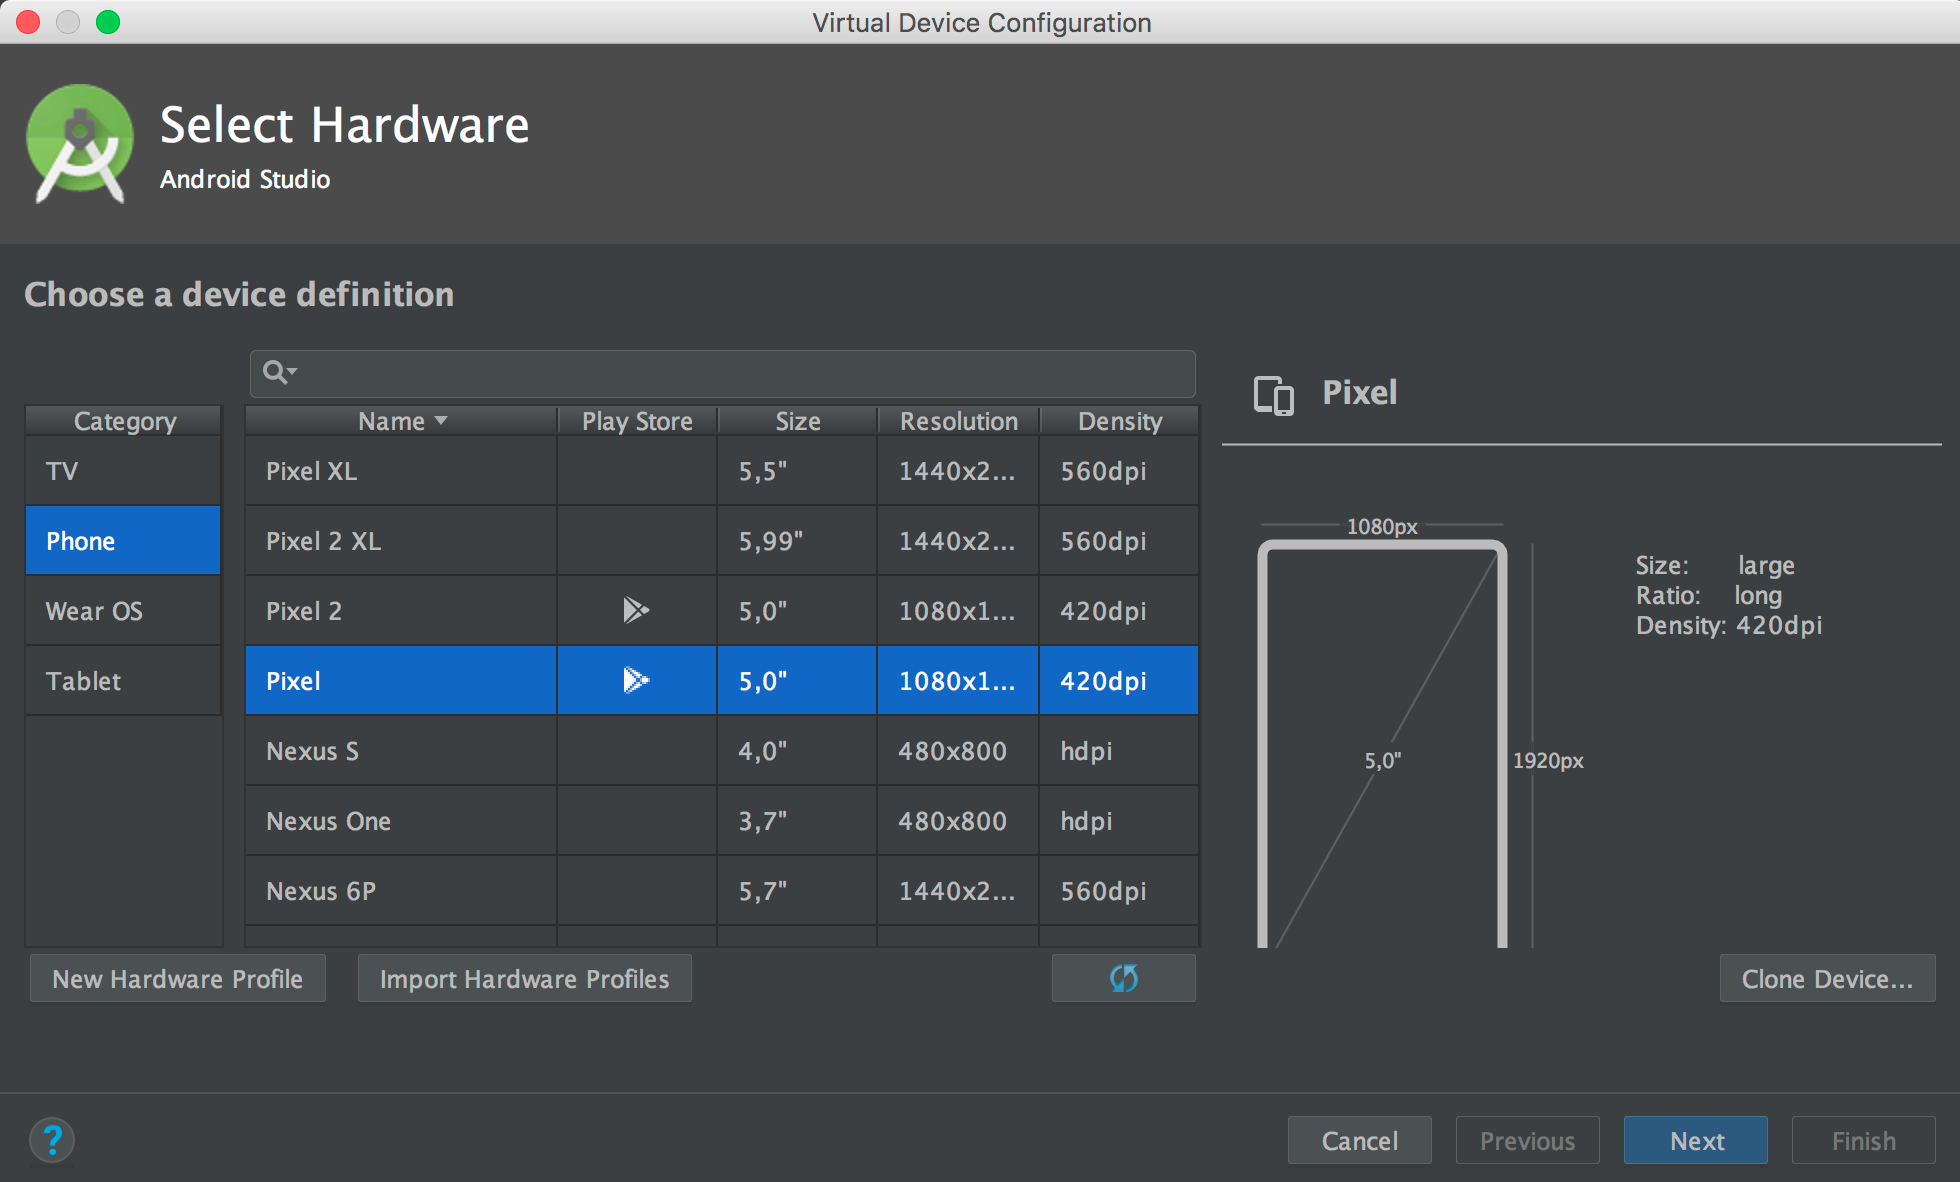 Virtual Device Configuration
Select Hardware
Android Studio
Choose a device definition
Category
TV
Phone
Wear OS
Tablet
Name Play Store Size Resolution Density
Pixel XL 5,5" 1440x2... 560dpi
Pixel 2 XL 5,99" 1440x2... 560dpi
Pixel 2 5,0" 1080x1... 420dpi
Pixel 5,0" 1080x1... 420dpi
Nexus S 4,0" 480x800 hdpi
Nexus One 3,7" 480x800 hdpi
Nexus 6P 5,7" 1440x2... 560dpi
Pixel
1080px
5,0"
1920px
Size: large
Ratio: long
Density: 420dpi
New Hardware Profile
Import Hardware Profiles
Clone Device...
?
Cancel
Previous
Next
Finish